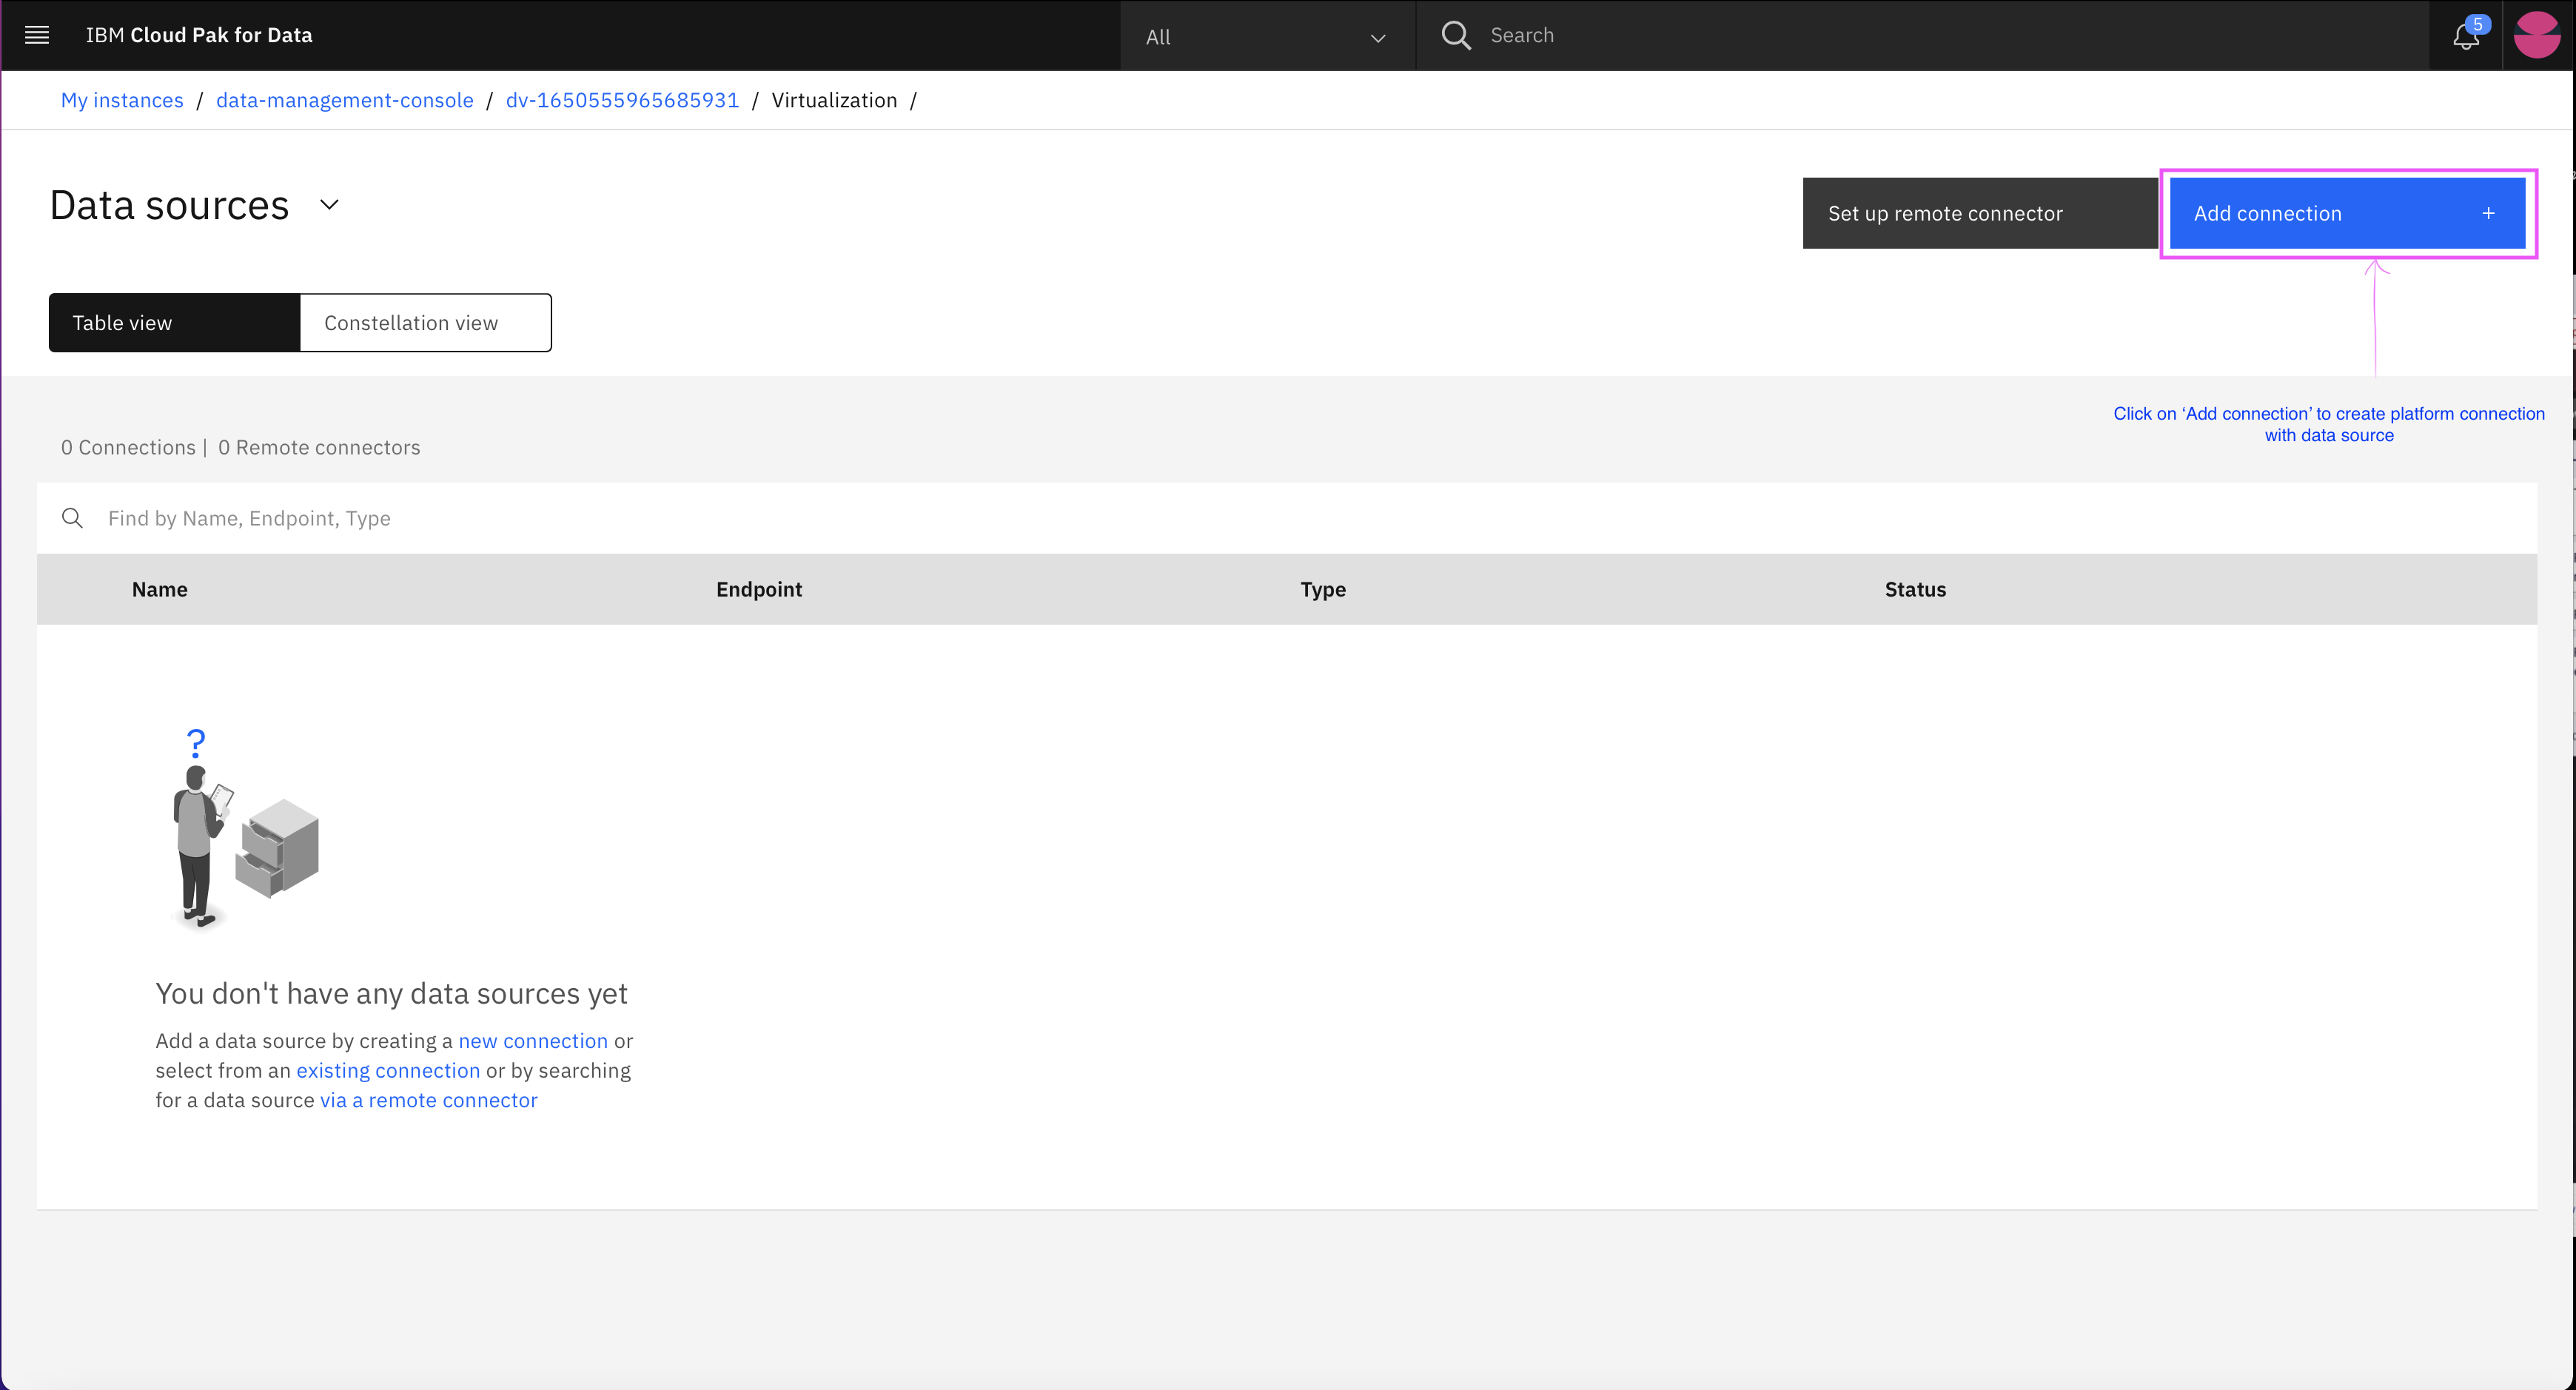 IBM Cloud Pak for Data
All
Search
5
My instances / data-management-console / dv-1650555965685931 / Virtualization /
Data sources
Set up remote connector
Add connection +
Table view
Constellation view
Click on ‘Add connection’ to create platform connection
with data source
0 Connections | 0 Remote connectors
Find by Name, Endpoint, Type
Name Endpoint Type Status
?
You don't have any data sources yet
Add a data source by creating a new connection or
select from an existing connection or by searching
for a data source via a remote connector